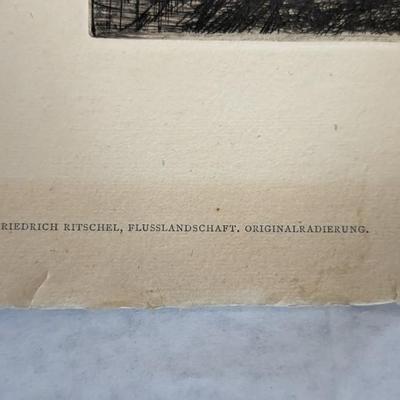 RIEDRICH RITSCHEL, FLUSSLANDSCHAFT. ORIGINALRADIERUNG.